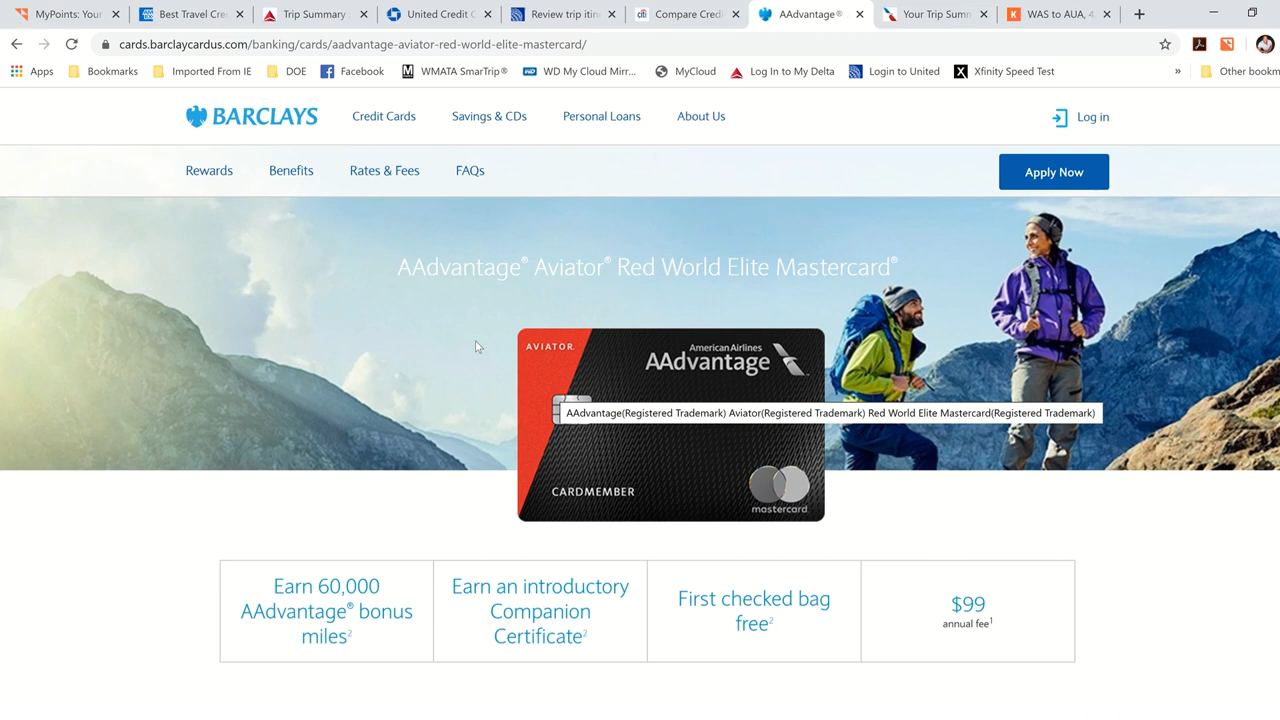 MyPoints: Your
Best Travel Cre
Trip Summary
United Credit C
Review trip itin
Compare Credi
AAdvantage®
Your Trip Summ
WAS to AUA, 4
cards.barclaycardus.com/banking/cards/aadvantage-aviator-red-world-elite-mastercard/
Apps
Bookmarks
Imported From IE
DOE
Facebook
WMATA SmarTrip®
WD My Cloud Mirr...
MyCloud
Log In to My Delta
Login to United
Xfinity Speed Test
»
Other bookm
BARCLAYS
Credit Cards
Savings & CDs
Personal Loans
About Us
Log in
Rewards
Benefits
Rates & Fees
FAQs
Apply Now
AAdvantage® Aviator® Red World Elite Mastercard®
AVIATOR
American Airlines
AAdvantage
AAdvantage(Registered Trademark) Aviator(Registered Trademark) Red World Elite Mastercard(Registered Trademark)
CARDMEMBER
mastercard
Earn 60,000
AAdvantage® bonus
miles2
Earn an introductory
Companion
Certificate2
First checked bag
free2
$99
annual fee1